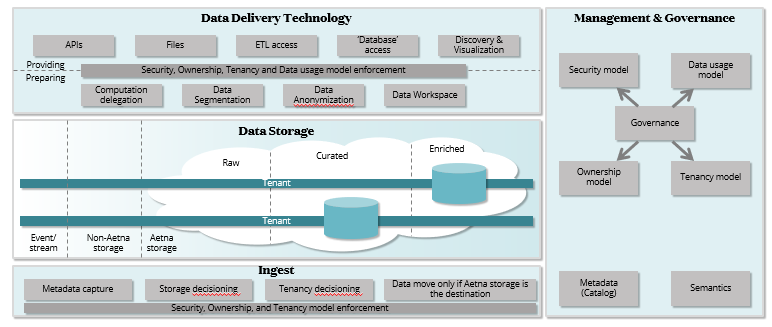 Data Delivery Technology
APIs
Files
ETL access
'Database'
access
Discovery &
Visualization
Providing
Preparing
Security, Ownership, Tenancy and Data usage model enforcement
Computation
delegation
Data
Segmentation
Data
Anonymization
Data Workspace
Data Storage
Raw
Curated
Enriched
Tenant
Tenant
Event/
stream
Non-Aetna
storage
Aetna
storage
Ingest
Metadata capture
Storage decisioning
Tenancy decisioning
Data move only if Aetna storage is
the destination
Security, Ownership, and Tenancy model enforcement
Management & Governance
Security model
Data usage
model
Governance
Ownership
model
Tenancy model
Metadata
(Catalog)
Semantics